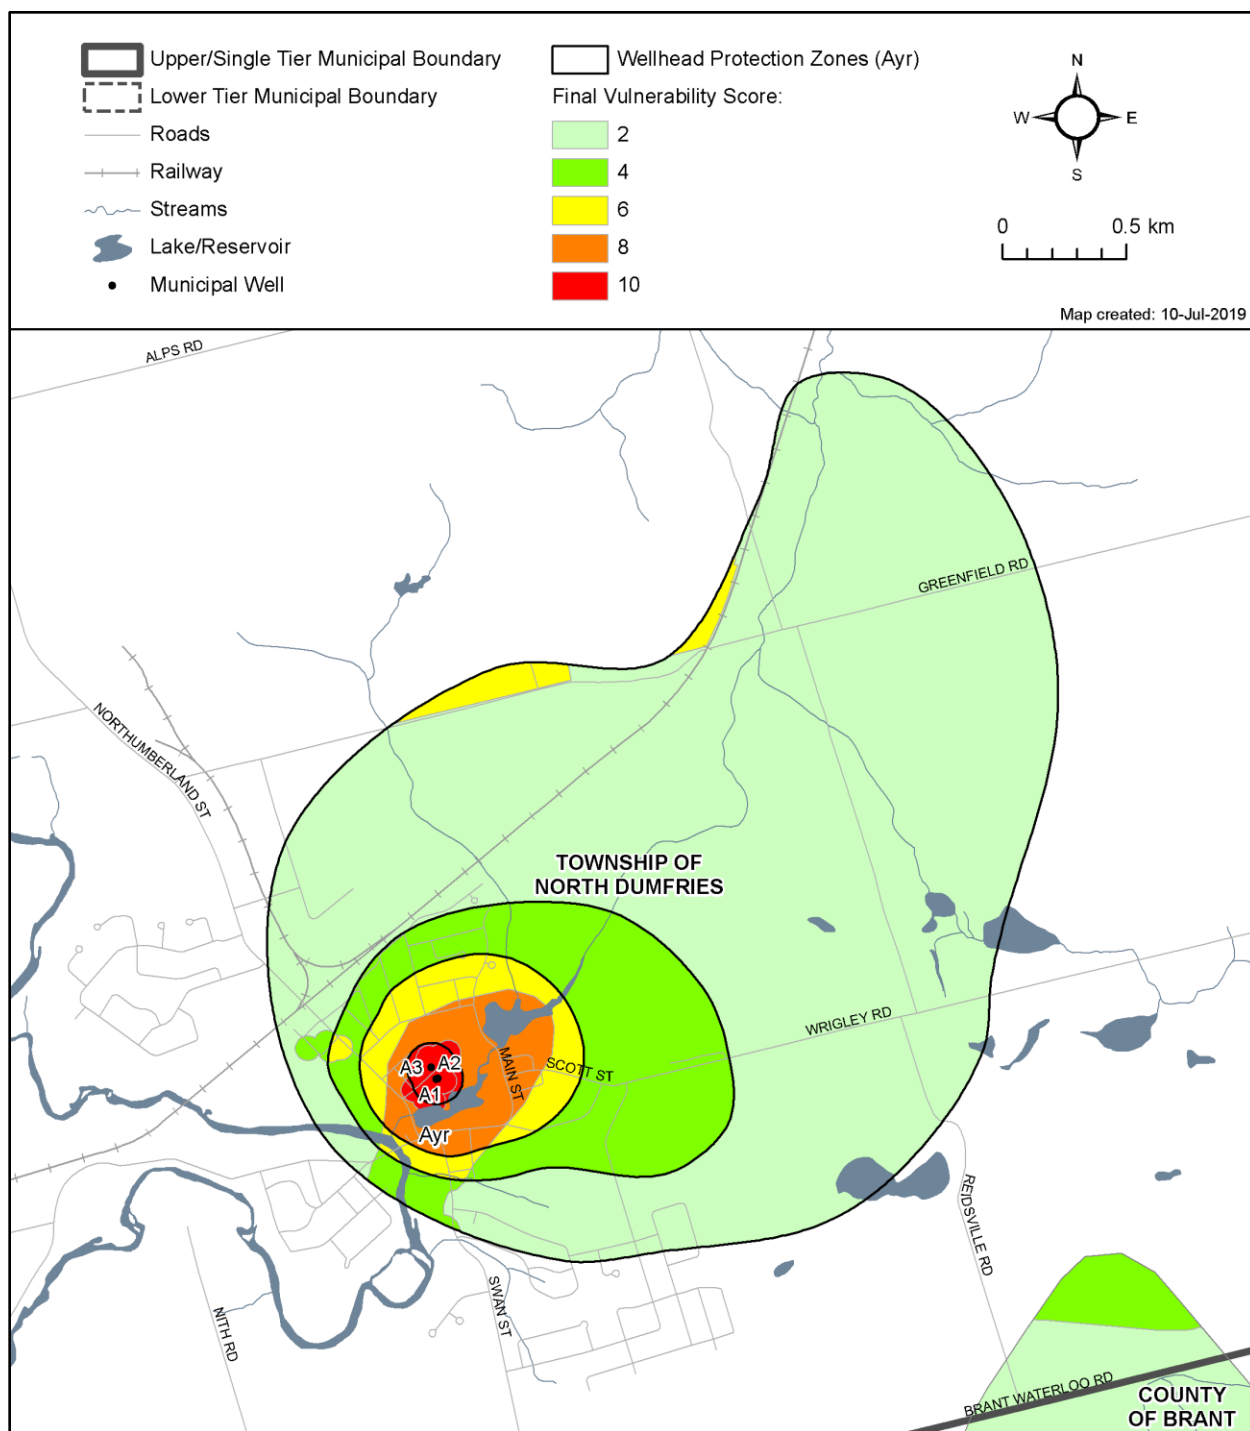 Upper/Single Tier Municipal Boundary
Lower Tier Municipal Boundary
Roads
Railway
Streams
Lake/Reservoir
Municipal Well
Wellhead Protection Zones (Ayr)
Final Vulnerability Score:
2
4
6
8
10
N
W E
S
0 0.5 km
Map created: 10-Jul-2019
ALPS RD
GREENFIELD RD
NORTHUMBERLAND ST
TOWNSHIP OF
NORTH DUMFRIES
WRIGLEY RD
MAIN ST
SCOTT ST
A3 A2
A1
Ayr
REIDSVILLE RD
SWAN ST
NITH RD
BRANT WATERLOO RD
COUNTY
OF BRANT